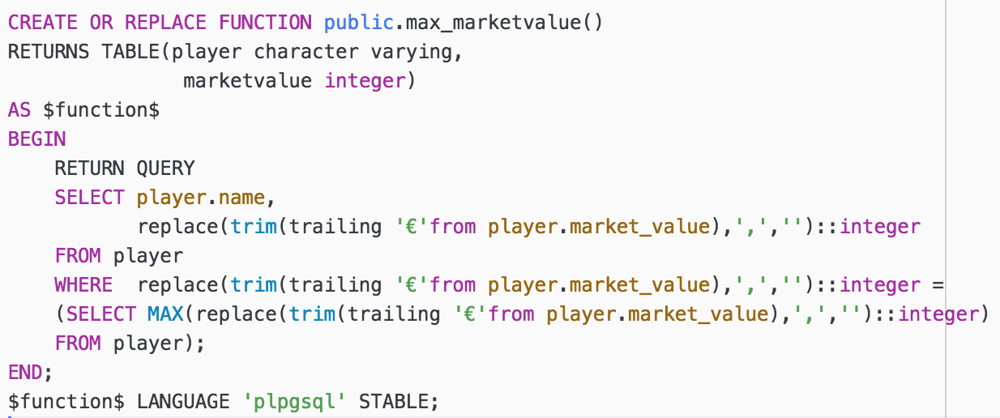 CREATE OR REPLACE FUNCTION public.max_marketvalue()
RETURNS TABLE(player character varying,
               marketvalue integer)
AS $function$
BEGIN
    RETURN QUERY
    SELECT player.name,
           replace(trim(trailing '€'from player.market_value),',','')::integer
    FROM player
    WHERE  replace(trim(trailing '€'from player.market_value),',','')::integer =
    (SELECT MAX(replace(trim(trailing '€'from player.market_value),',','')::integer)
    FROM player);
END;
$function$ LANGUAGE 'plpgsql' STABLE;